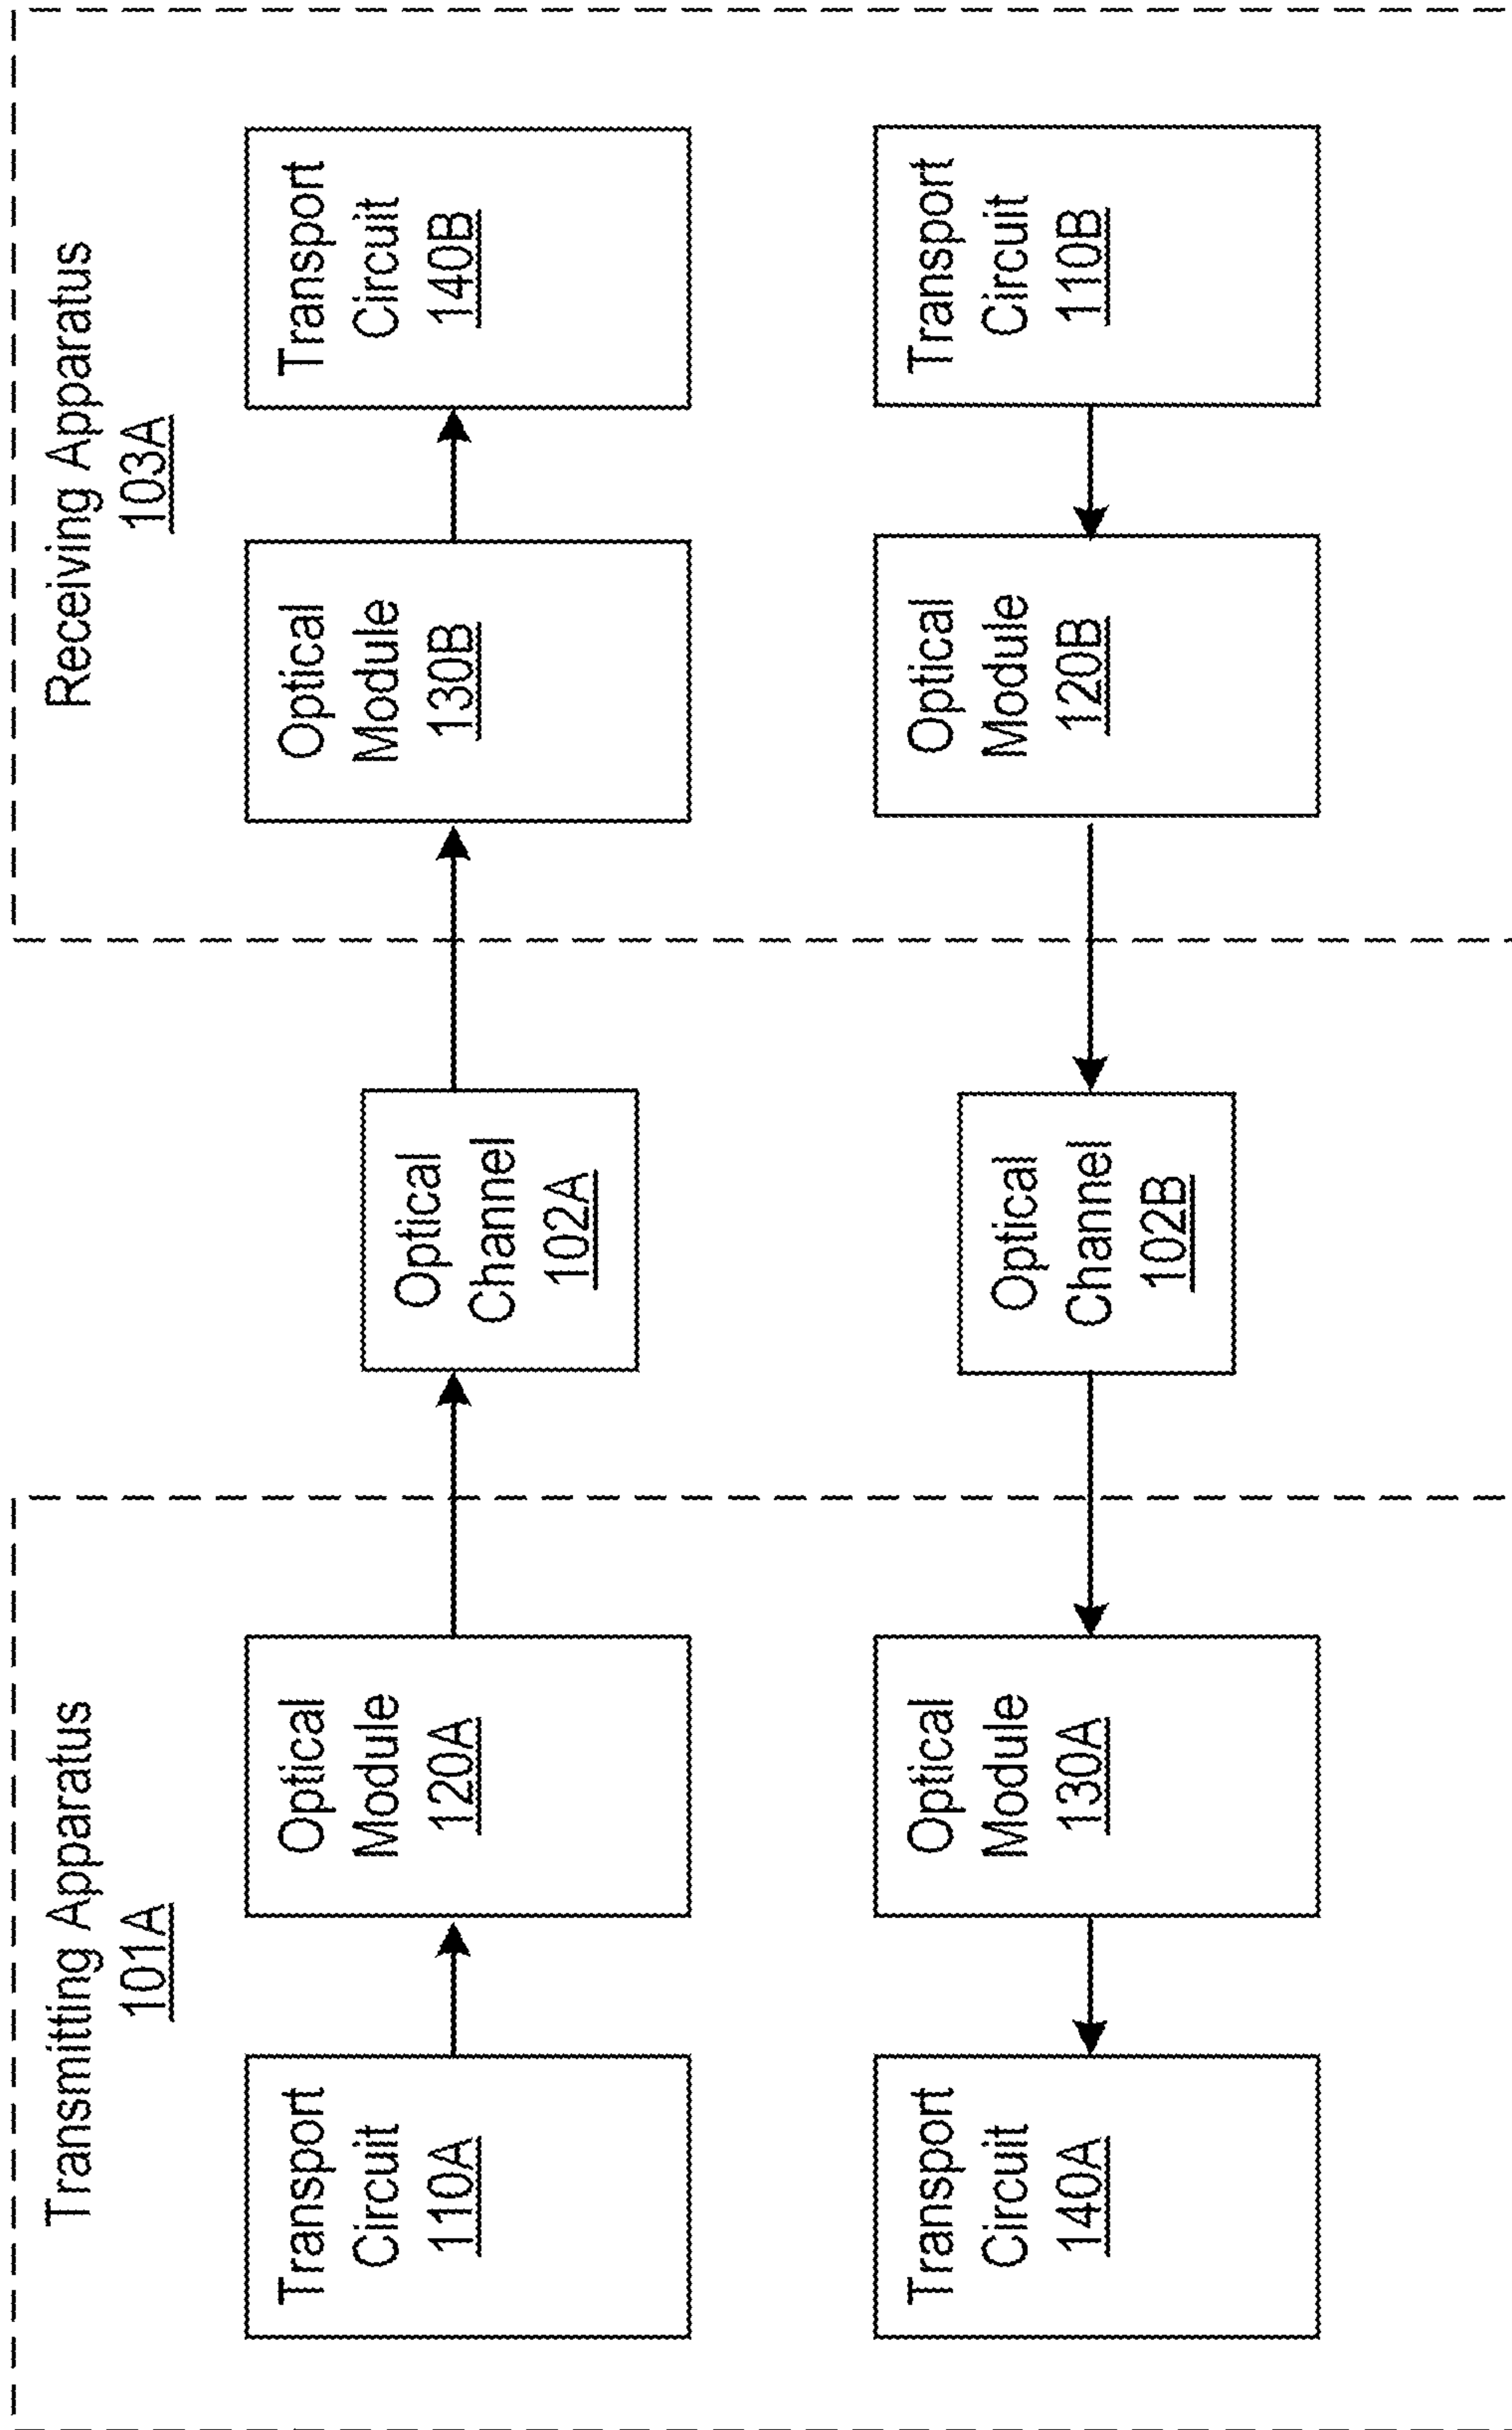 Transmitting Apparatus
101A
Transport
Circuit
110A
Optical
Module
120A
Transport
Circuit
140A
Optical
Module
130A
Optical
Channel
102A
Optical
Channel
102B
Receiving Apparatus
103A
Optical
Module
130B
Transport
Circuit
140B
Optical
Module
120B
Transport
Circuit
110B